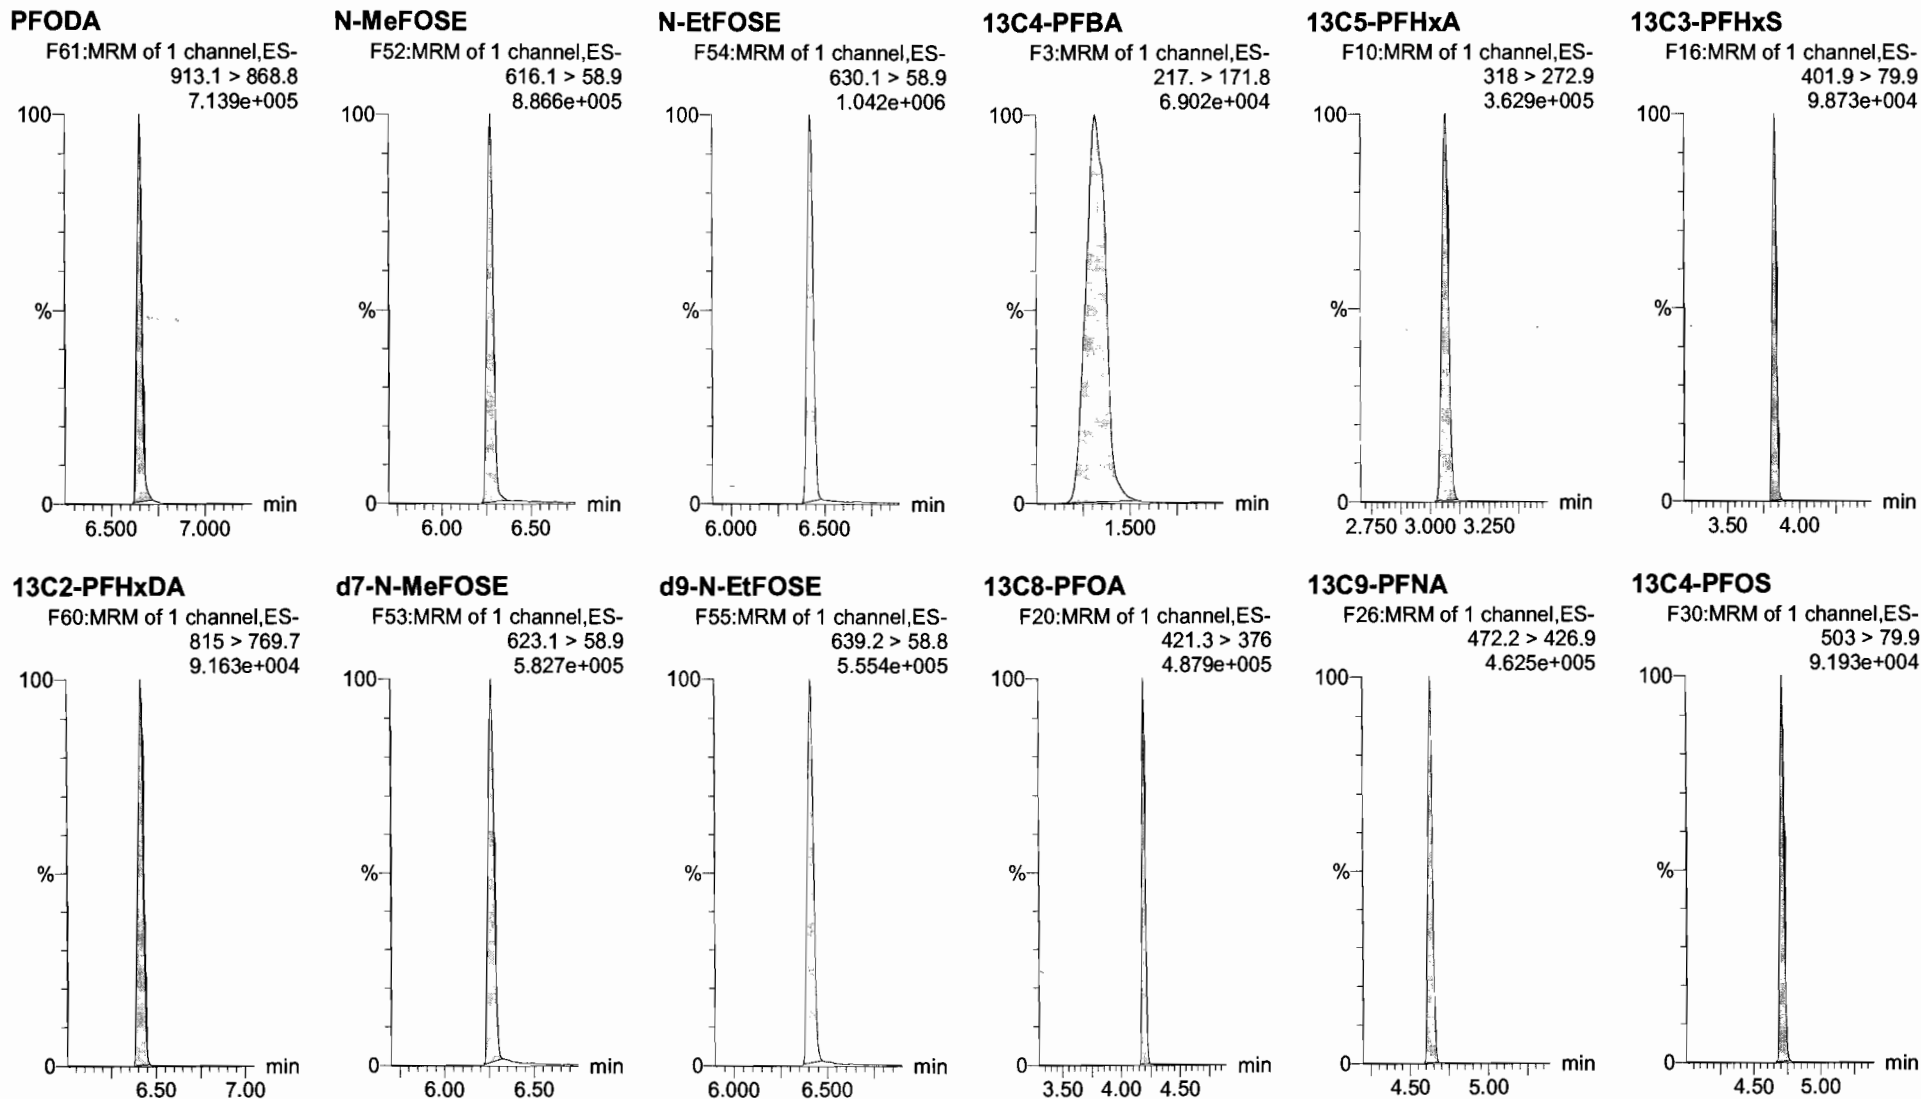 PFODA
F61:MRM of 1 channel,ES-
913.1 > 868.8
7.139e+005
100
%
0
min
6.500 7.000
N-MeFOSE
F52:MRM of 1 channel,ES-
616.1 > 58.9
8.866e+005
100
%
0
min
6.00 6.50
N-EtFOSE
F54:MRM of 1 channel,ES-
630.1 > 58.9
1.042e+006
100
%
0
min
6.000 6.500
13C4-PFBA
F3:MRM of 1 channel,ES-
217. > 171.8
6.902e+004
100
%
0
min
1.500
13C5-PFHxA
F10:MRM of 1 channel,ES-
318 > 272.9
3.629e+005
100
%
0
min
2.750 3.000 3.250
13C3-PFHxS
F16:MRM of 1 channel,ES-
401.9 > 79.9
9.873e+004
100
%
0
min
3.50 4.00
13C2-PFHxDA
F60:MRM of 1 channel,ES-
815 > 769.7
9.163e+004
100
%
0
min
6.50 7.00
d7-N-MeFOSE
F53:MRM of 1 channel,ES-
623.1 > 58.9
5.827e+005
100
%
0
min
6.00 6.50
d9-N-EtFOSE
F55:MRM of 1 channel,ES-
639.2 > 58.8
5.554e+005
100
%
0
min
6.000 6.500
13C8-PFOA
F20:MRM of 1 channel,ES-
421.3 > 376
4.879e+005
100
%
0
min
3.50 4.00 4.50
13C9-PFNA
F26:MRM of 1 channel,ES-
472.2 > 426.9
4.625e+005
100
%
0
min
4.50 5.00
13C4-PFOS
F30:MRM of 1 channel,ES-
503 > 79.9
9.193e+004
100
%
0
min
4.50 5.00